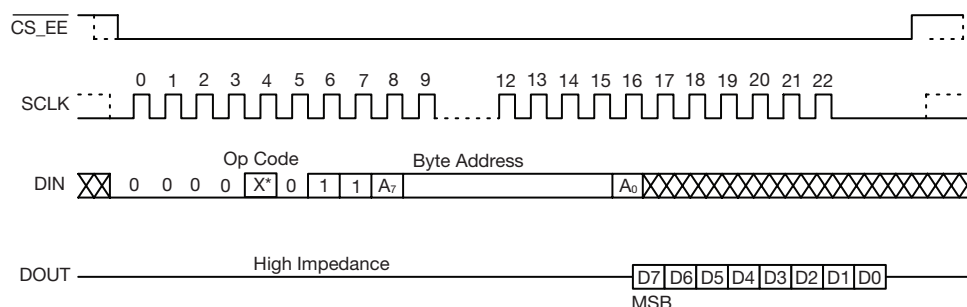 CS_EE
0 1 2 3 4 5 6 7 8 9 12 13 14 15 16 17 18 19 20 21 22
SCLK
Op Code Byte Address
DIN 0 0 0 0 X* 0 1 1 A₇ A₀
High Impedance
DOUT D7 D6 D5 D4 D3 D2 D1 D0
MSB